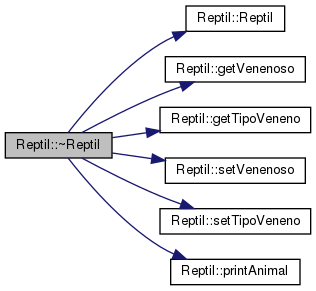 Reptil::Reptil
Reptil::getVenenoso
Reptil::getTipoVeneno
Reptil::~Reptil
Reptil::setVenenoso
Reptil::setTipoVeneno
Reptil::printAnimal